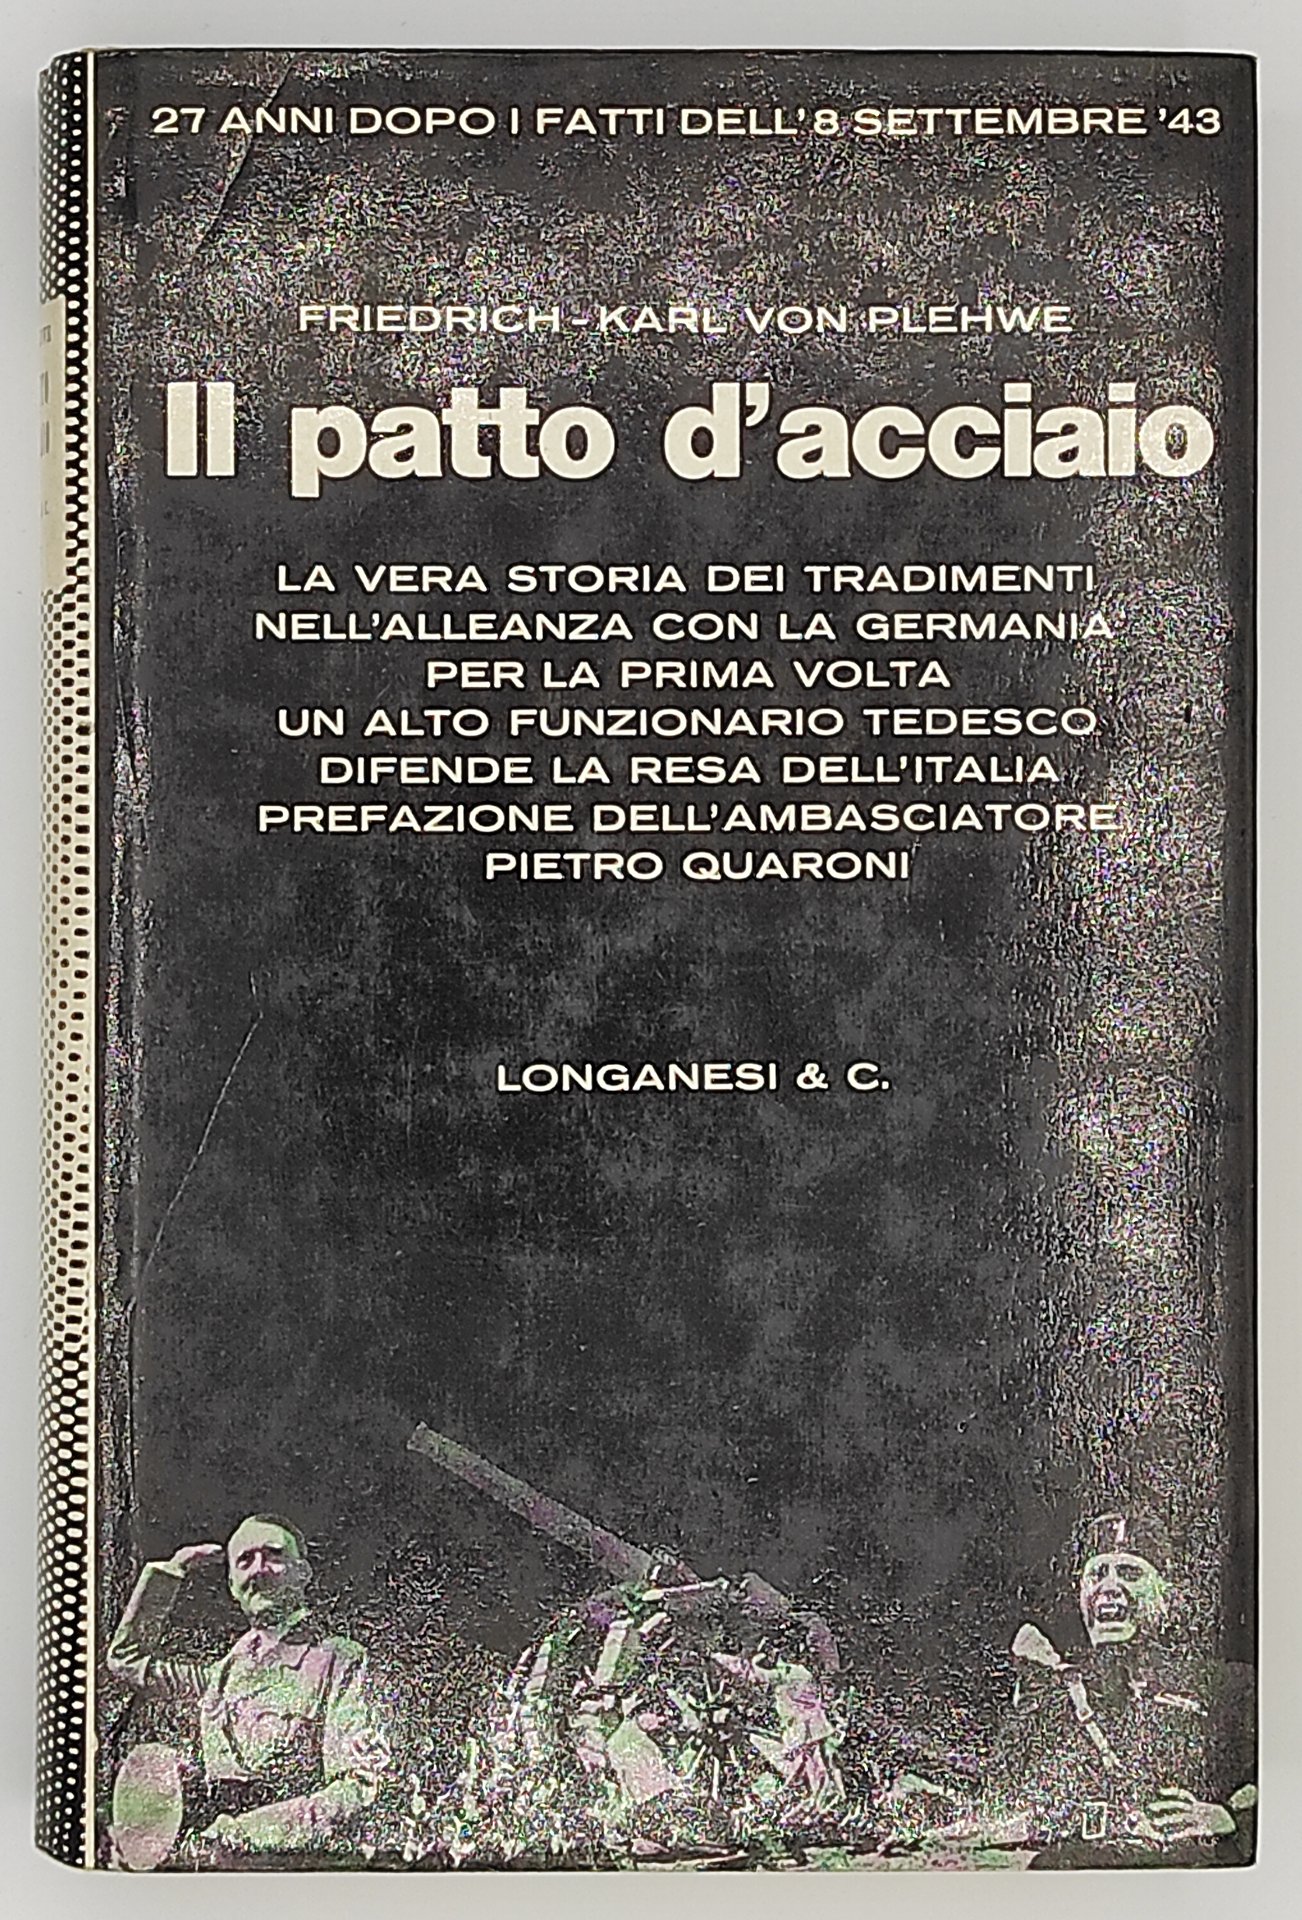 27 ANNI DOPO I FATTI DELL'8 SETTEMBRE '43
FRIEDRICH-KARL VON PLEHWE
Il patto d'acciaio
LA VERA STORIA DEI TRADIMENTI
NELL'ALLEANZA CON LA GERMANIA
PER LA PRIMA VOLTA
UN ALTO FUNZIONARIO TEDESCO
DIFENDE LA RESA DELL'ITALIA
PREFAZIONE DELL'AMBASCIATORE
PIETRO QUARONI
LONGANESI & C.